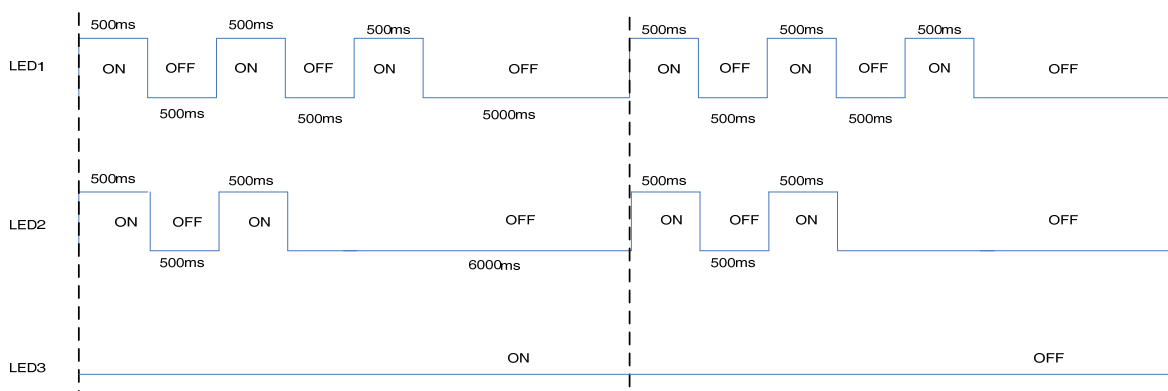 500ms 500ms 500ms 500ms 500ms 500ms
LED1 ON OFF ON OFF ON OFF ON OFF ON OFF ON OFF
500ms 500ms 5000ms 500ms 500ms
500ms 500ms 500ms 500ms
LED2 ON OFF ON OFF ON OFF ON OFF
500ms 6000ms 500ms
LED3 ON OFF